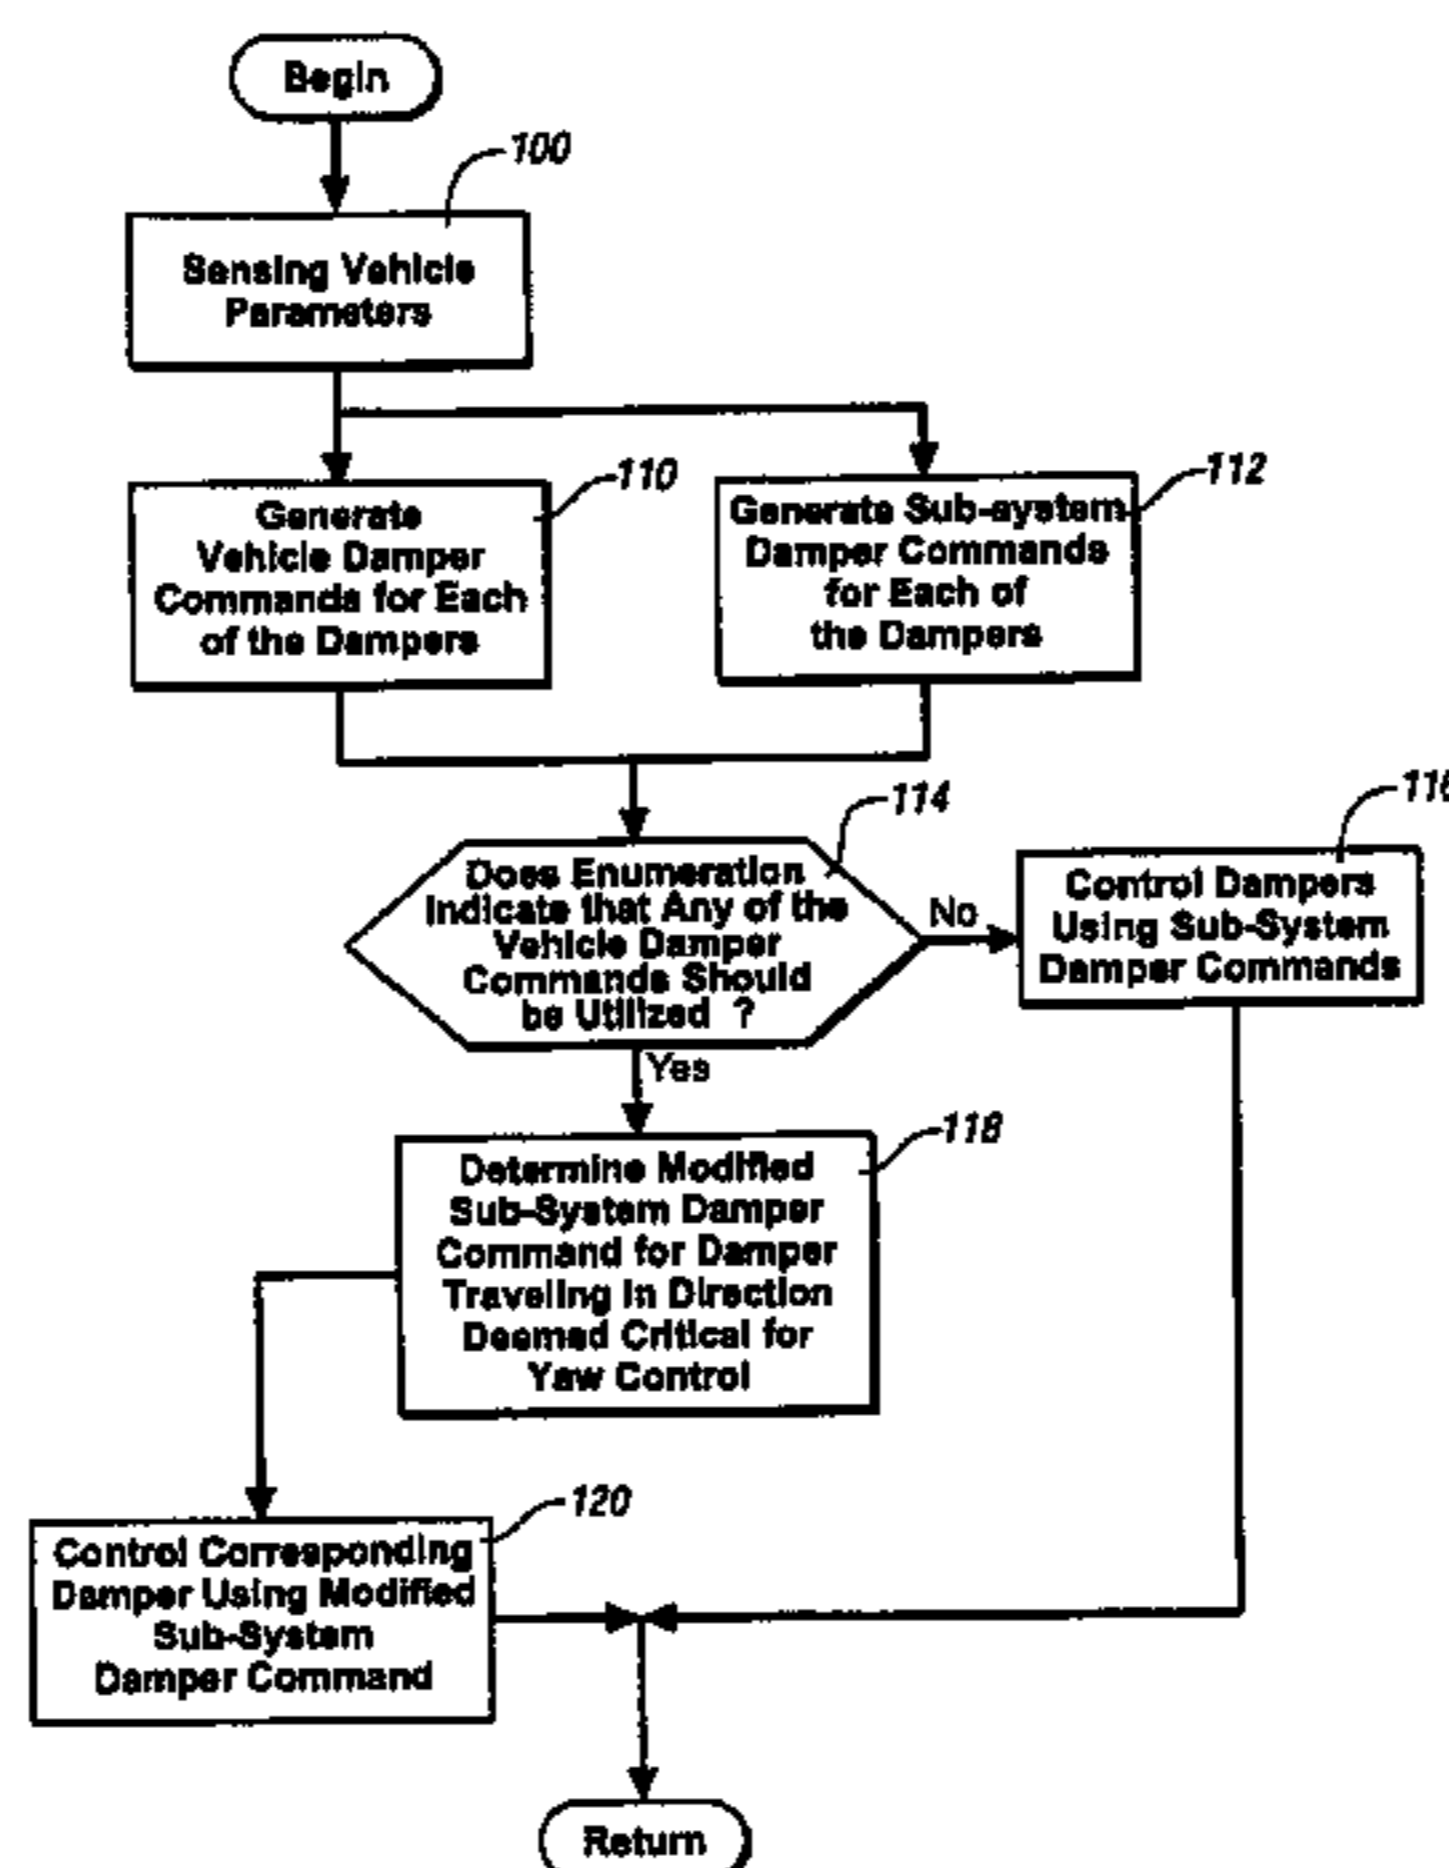 Begin
100
Sensing Vehicle
Parameters
110
Generate
Vehicle Damper
Commands for Each
of the Dampers
112
Generate Sub-system
Damper Commands
for Each of
the Dampers
114
Does Enumeration
Indicate that Any of the
Vehicle Damper
Commands Should
be Utilized ?
No
116
Control Dampers
Using Sub-System
Damper Commands
Yes
118
Determine Modified
Sub-System Damper
Command for Damper
Traveling in Direction
Deemed Critical for
Yaw Control
120
Control Corresponding
Damper Using Modified
Sub-System
Damper Command
Return